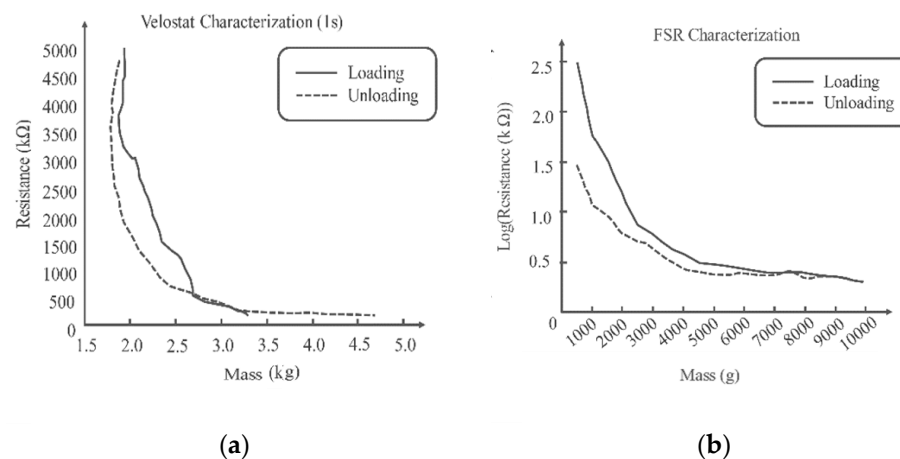 Velostat Characterization (1s)
Resistance (kΩ)
5000
4500
4000
3500
3000
2500
2000
1500
1000
500
0
Loading
Unloading
1.5 2.0 2.5 3.0 3.5 4.0 4.5 5.0
Mass (kg)
(a)
FSR Characterization
Log(Resistance (kΩ))
2.5
2.0
1.5
1.0
0.5
0
Loading
Unloading
1000 2000 3000 4000 5000 6000 7000 8000 9000 10000
Mass (g)
(b)